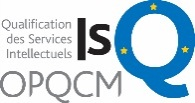 Qualification
des Services
Intellectuels
IsQ
OPQCM